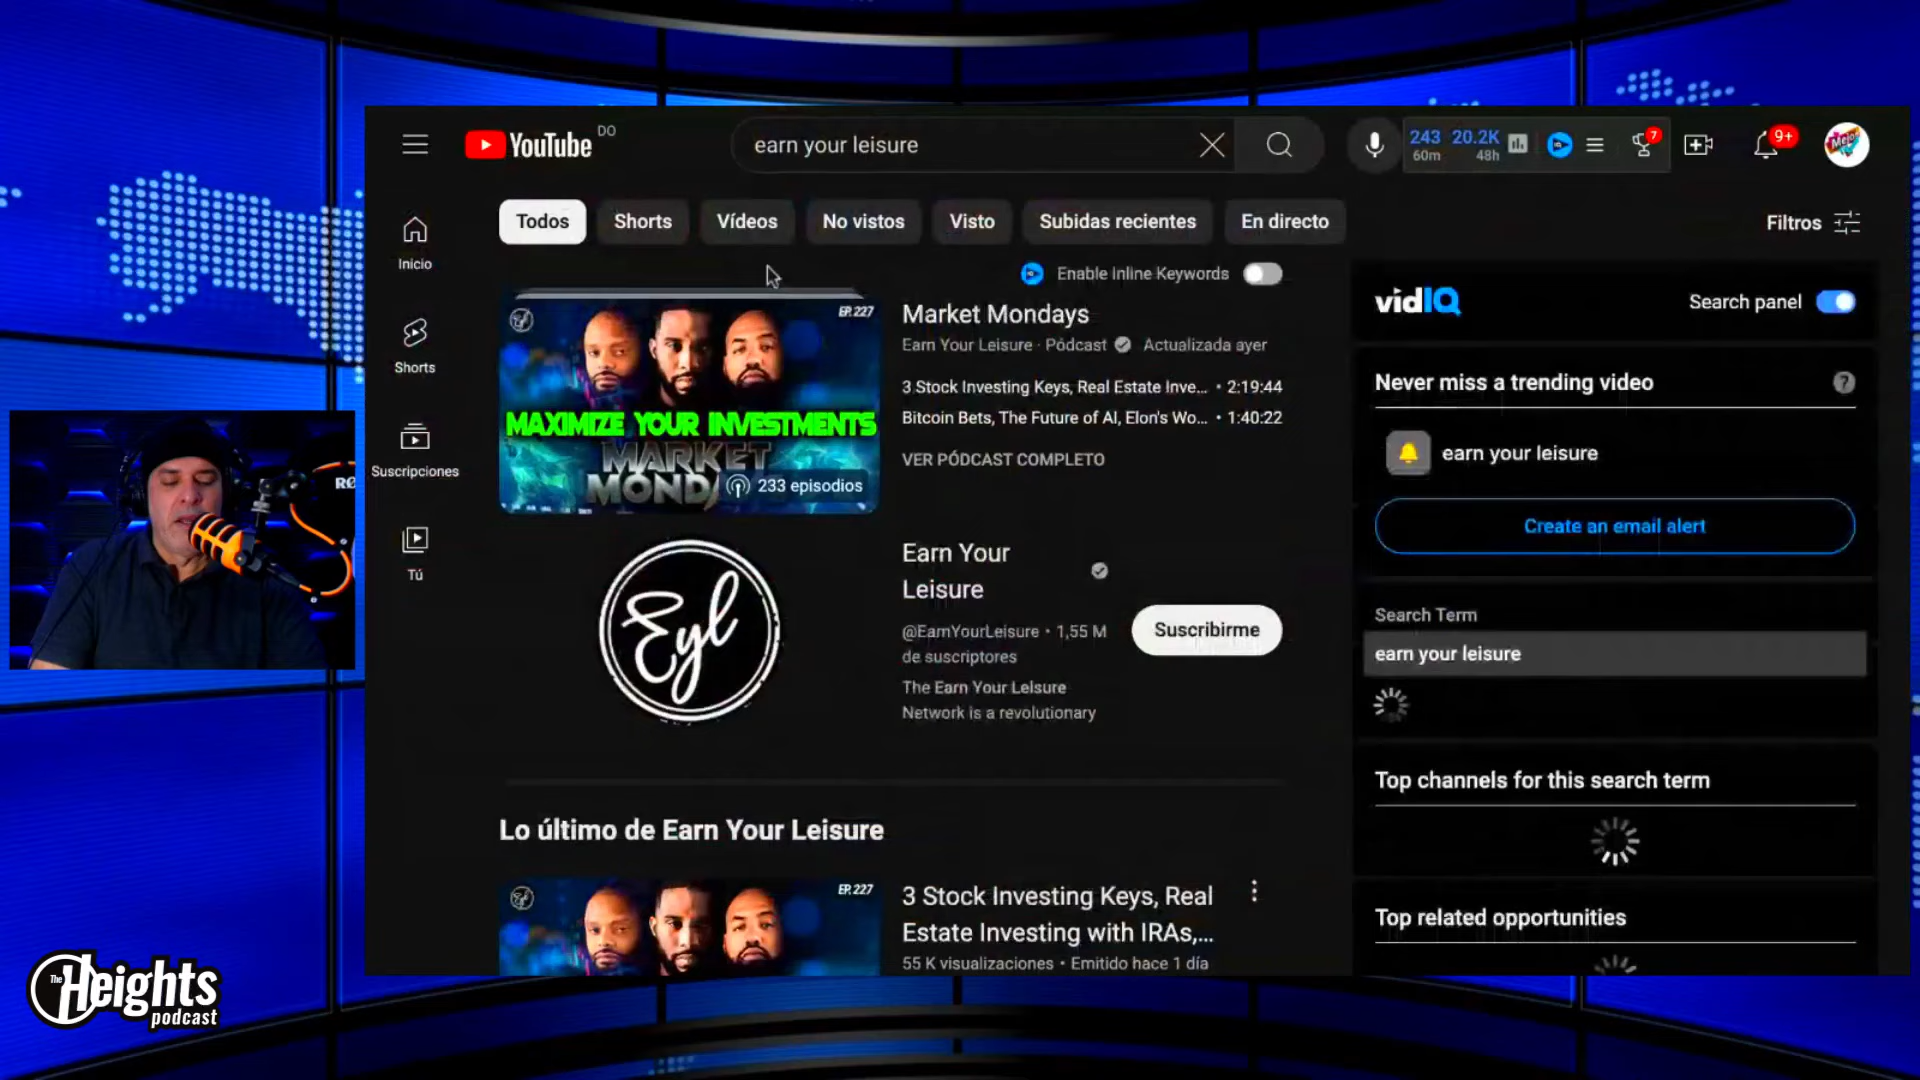 YouTube DO
earn your leisure
243
60m
20.2K
48h
7
9+
Todos
Shorts
Vídeos
No vistos
Visto
Subidas recientes
En directo
Filtros
Inicio
Shorts
Suscripciones
Tú
Enable Inline Keywords
EP. 227
MAXIMIZE YOUR INVESTMENTS
MARKET
233 episodios
Market Mondays
Earn Your Leisure · Pódcast Actualizada ayer
3 Stock Investing Keys, Real Estate Inve... • 2:19:44
Bitcoin Bets, The Future of AI, Elon's Wo... • 1:40:22
VER PÓDCAST COMPLETO
Eyl
Earn Your
Leisure
@EarnYourLeisure • 1,55 M
de suscriptores
The Earn Your Leisure
Network is a revolutionary
Suscribirme
Lo último de Earn Your Leisure
EP. 227
3 Stock Investing Keys, Real
Estate Investing with IRAs,...
55 K visualizaciones • Emitido hace 1 día
vidIQ
Search panel
Never miss a trending video
?
earn your leisure
Create an email alert
Search Term
earn your leisure
Top channels for this search term
Top related opportunities
The Heights
podcast